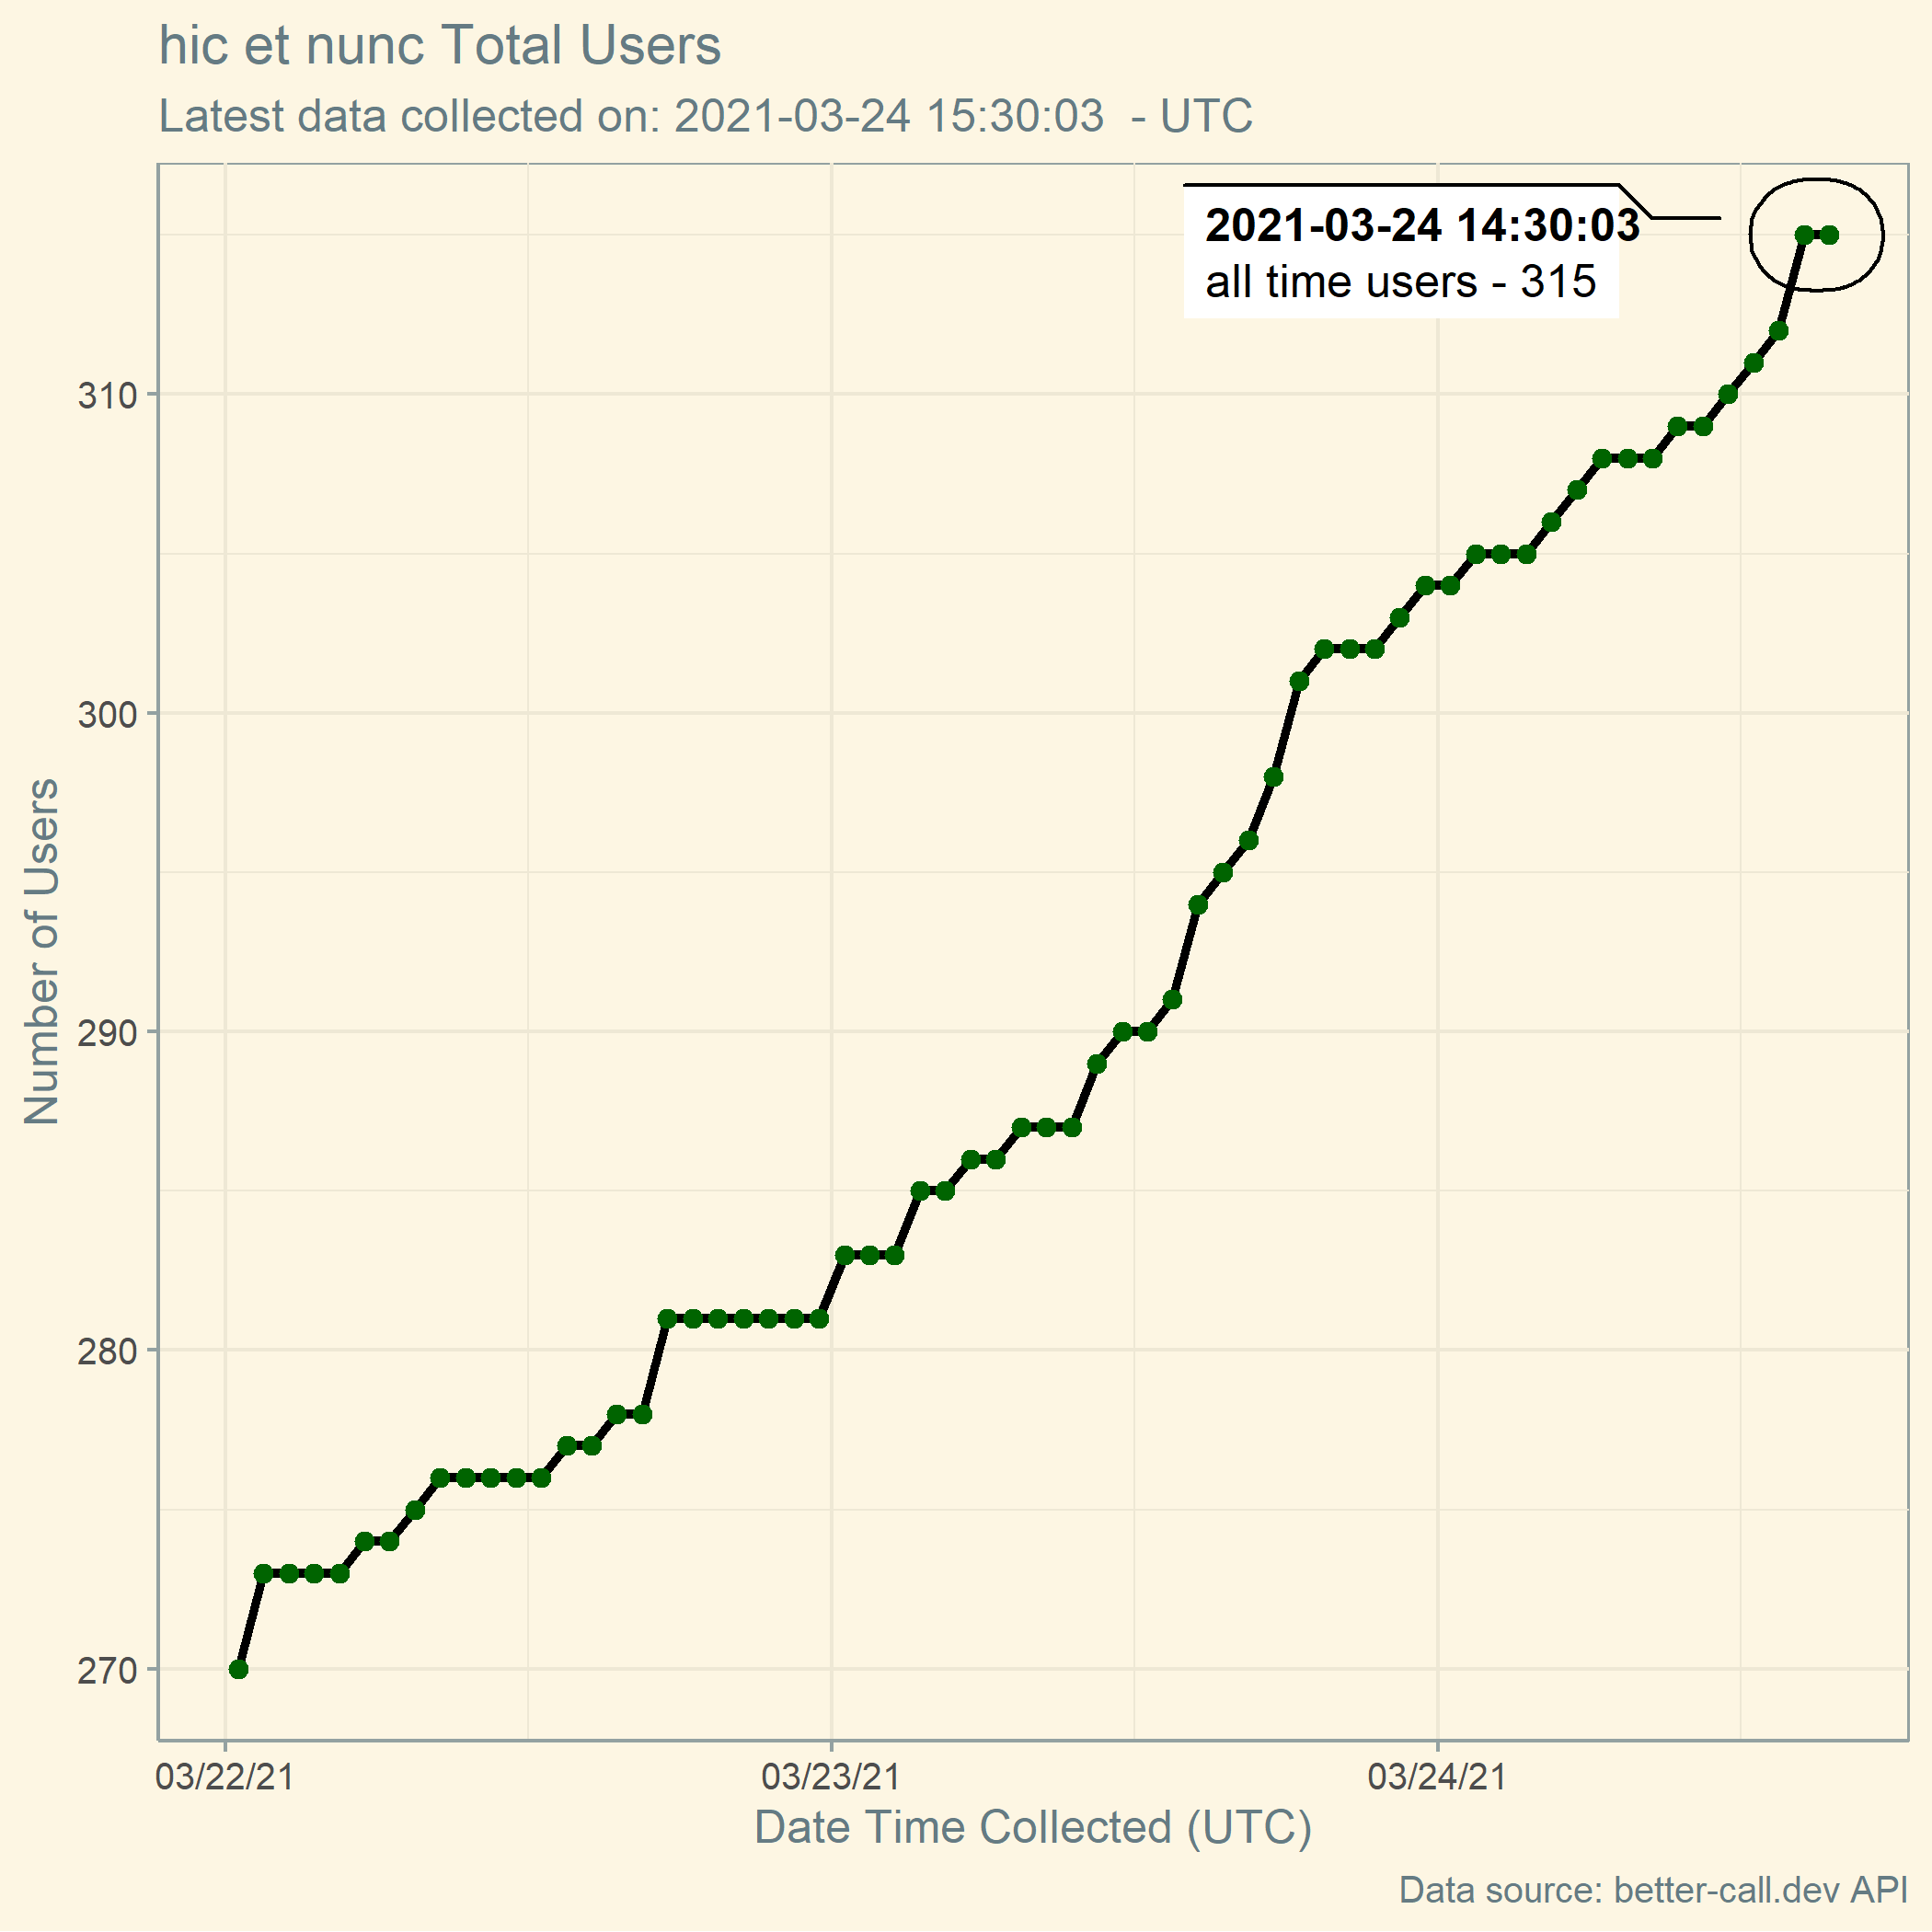 hic et nunc Total Users
Latest data collected on: 2021-03-24 15:30:03  - UTC
2021-03-24 14:30:03
all time users - 315
310
300
290
280
270
Number of Users
03/22/21
03/23/21
03/24/21
Date Time Collected (UTC)
Data source: better-call.dev API